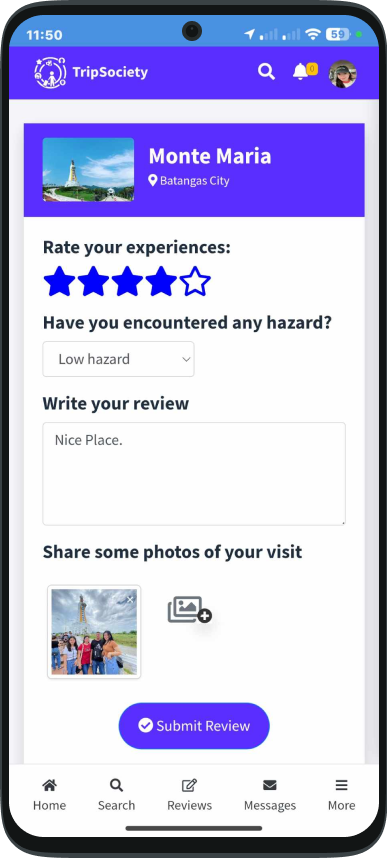 11:50
59
TripSociety
0
Monte Maria
Batangas City
Rate your experiences:
Have you encountered any hazard?
Low hazard
Write your review
Nice Place.
Share some photos of your visit
Submit Review
Home
Search
Reviews
Messages
More